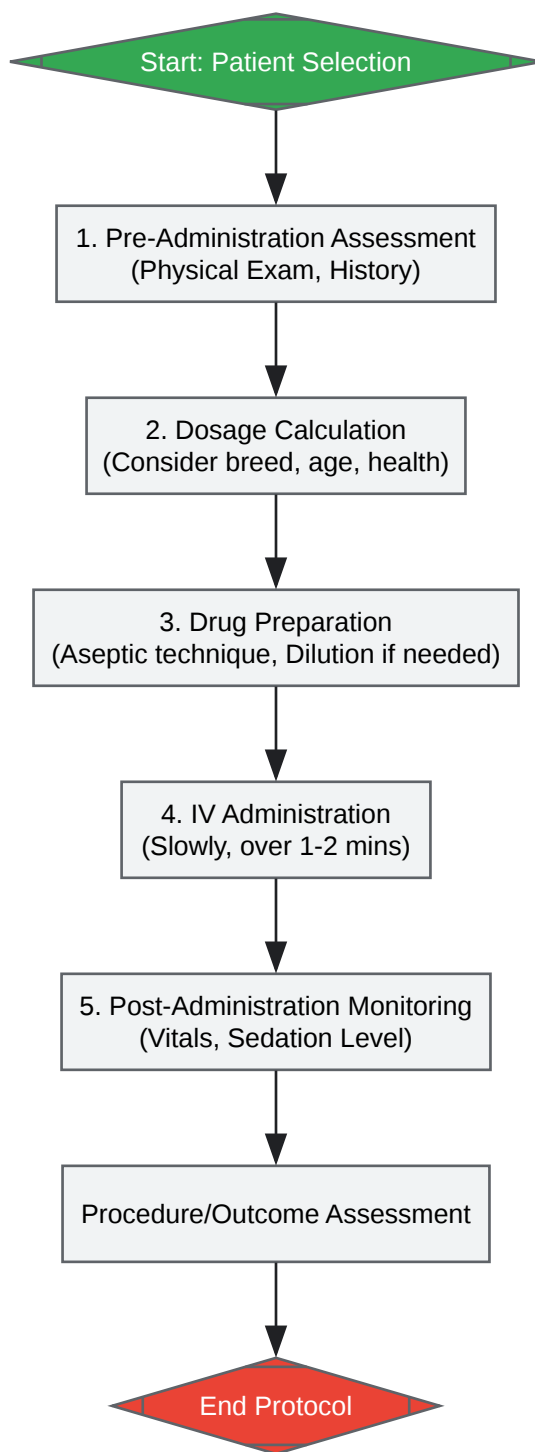 Start: Patient Selection
1. Pre-Administration Assessment
(Physical Exam, History)
2. Dosage Calculation
(Consider breed, age, health)
3. Drug Preparation
(Aseptic technique, Dilution if needed)
4. IV Administration
(Slowly, over 1-2 mins)
5. Post-Administration Monitoring
(Vitals, Sedation Level)
Procedure/Outcome Assessment
End Protocol